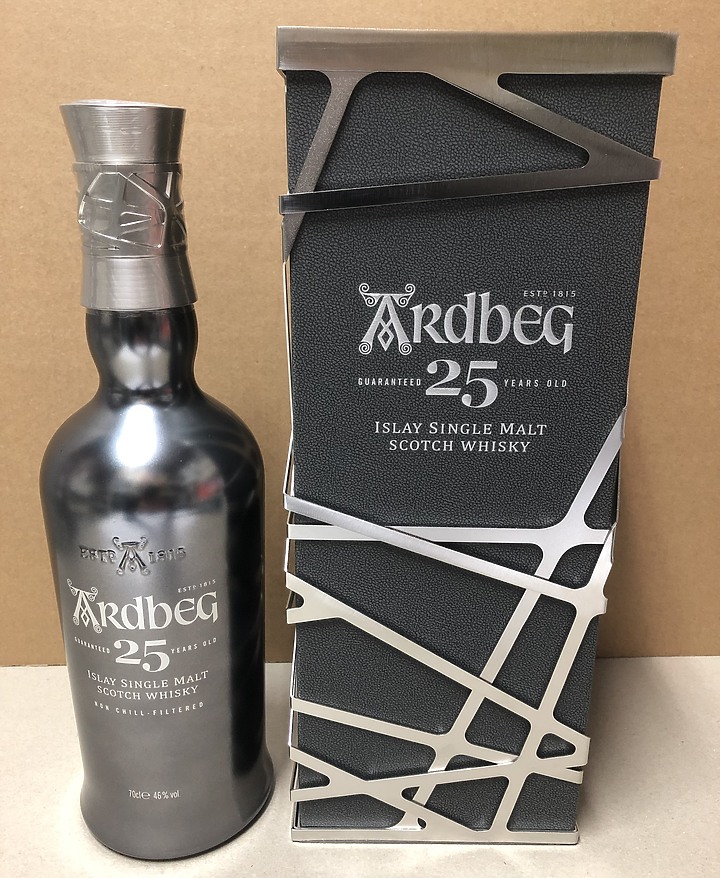 ESTD 1815
ARDBEG
ESTD 1815
GUARANTEED 25 YEARS OLD
ISLAY SINGLE MALT
SCOTCH WHISKY
NON CHILL-FILTERED
70cl℮ 46% vol
ESTD 1815
ARDBEG
GUARANTEED 25 YEARS OLD
ISLAY SINGLE MALT
SCOTCH WHISKY